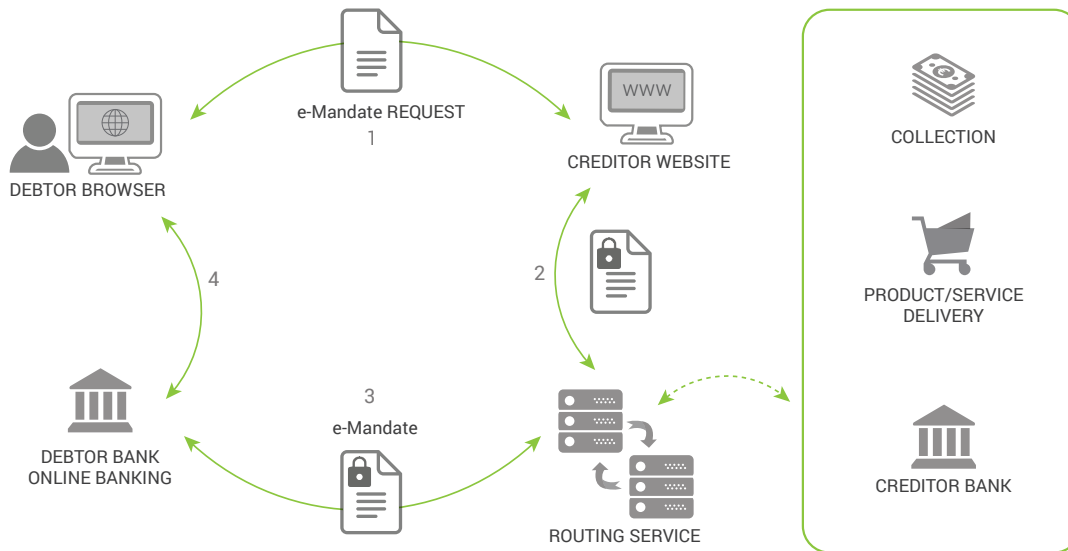 e-Mandate REQUEST
1
WWW
DEBTOR BROWSER
CREDITOR WEBSITE
COLLECTION
2
4
PRODUCT/SERVICE
DELIVERY
3
e-Mandate
DEBTOR BANK
ONLINE BANKING
ROUTING SERVICE
CREDITOR BANK